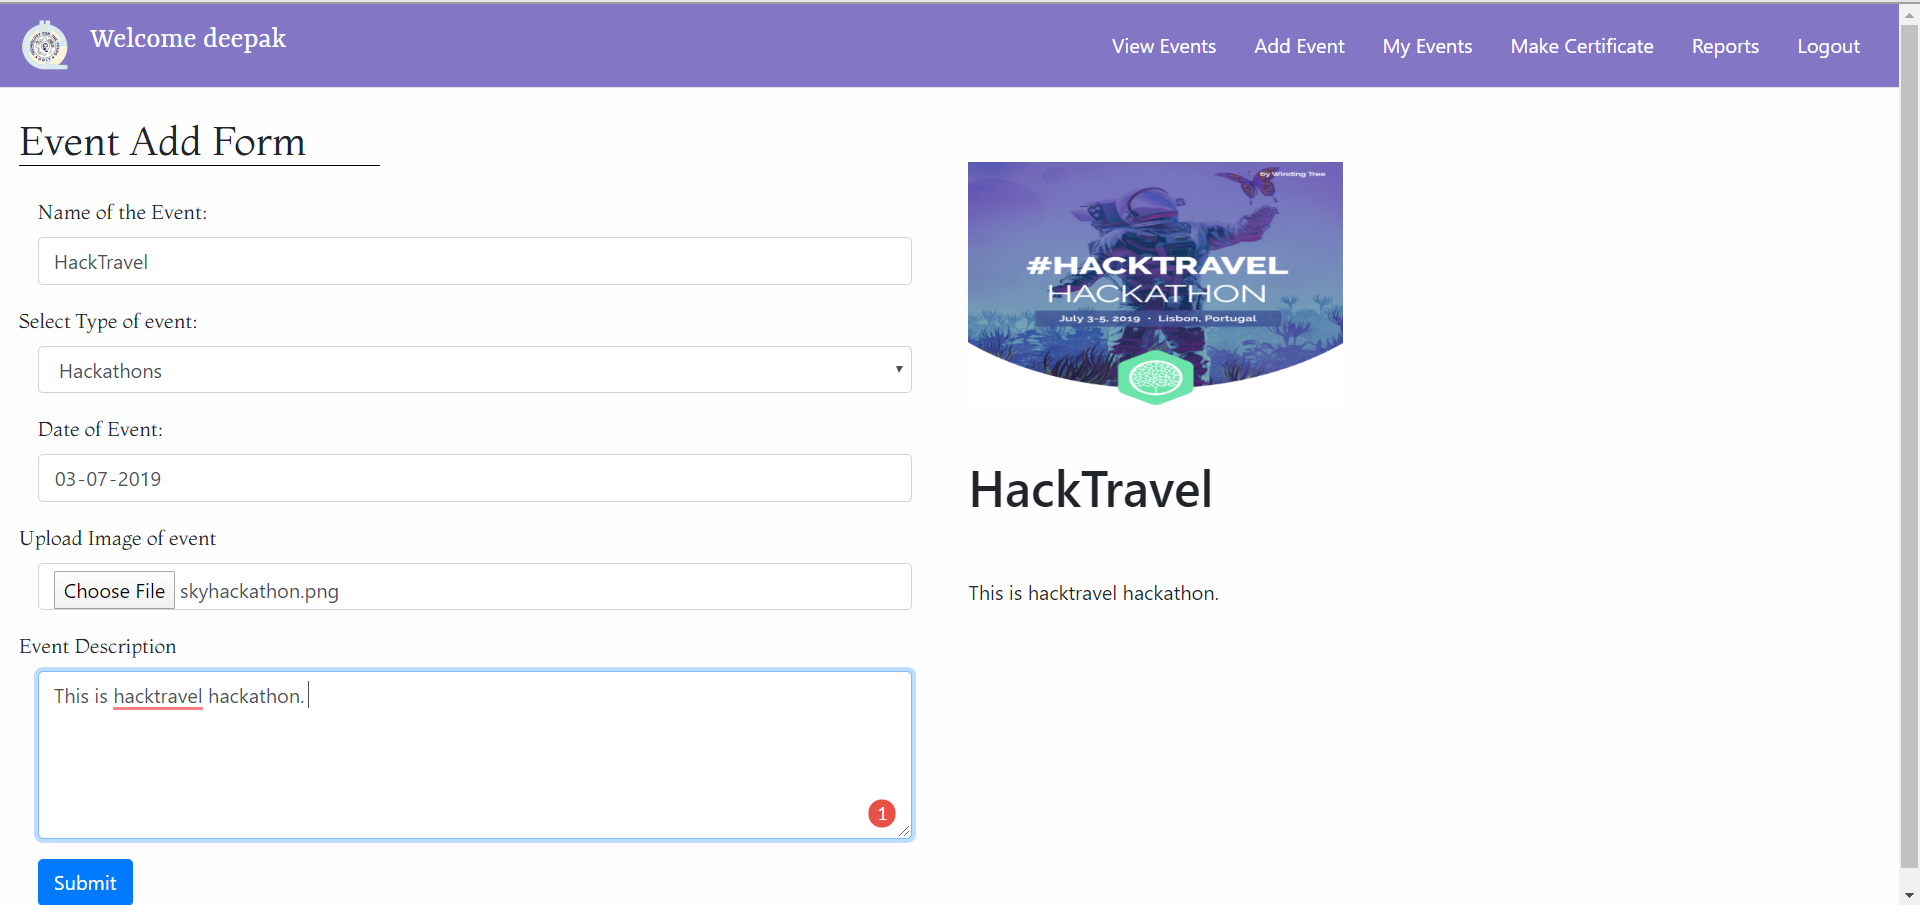 Welcome deepak
View Events
Add Event
My Events
Make Certificate
Reports
Logout
Event Add Form
Name of the Event:
HackTravel
Select Type of event:
Hackathons
Date of Event:
03-07-2019
Upload Image of event
Choose File skyhackathon.png
Event Description
This is hacktravel hackathon.
1
Submit
by Winding Tree
#HACKTRAVEL
HACKATHON
July 3-5, 2019 · Lisbon, Portugal
HackTravel
This is hacktravel hackathon.